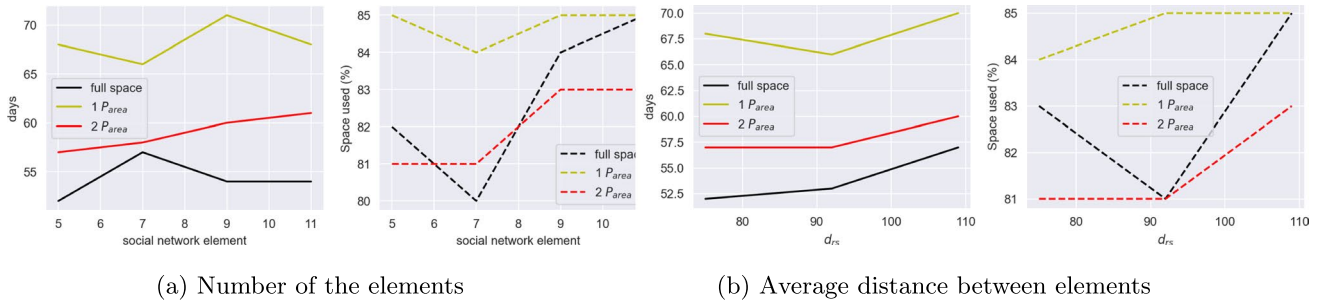 70
65
60
55
days
full space
1 P_area
2 P_area
5 6 7 8 9 10 11
social network element
85
84
83
82
81
80
Space used (%)
full spac
1 P_area
2 P_area
5 6 7 8 9 10
social network element
(a) Number of the elements
70.0
67.5
65.0
62.5
60.0
57.5
55.0
52.5
days
full space
1 P_area
2 P_area
80 90 100 110
d_rs
85
84
83
82
81
Space used (%)
full space
1 P_area
2 P_area
80 90 100 110
d_rs
(b) Average distance between elements